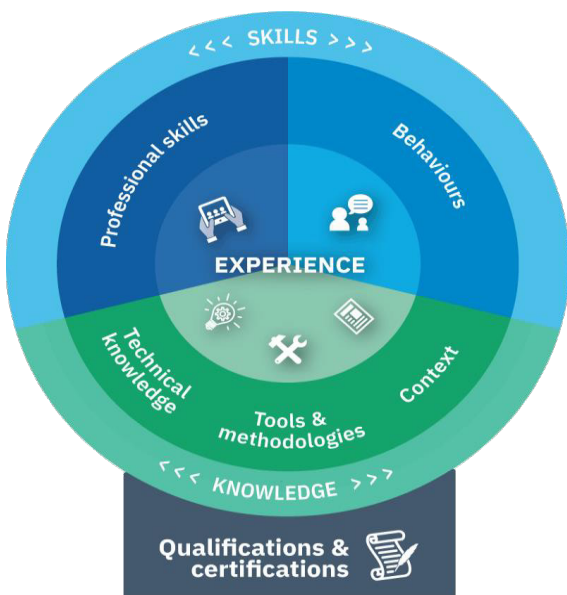 < < < SKILLS > > >
Professional skills
Behaviours
EXPERIENCE
Technical
knowledge
Tools &
methodologies
Context
< < < KNOWLEDGE > > >
Qualifications &
certifications